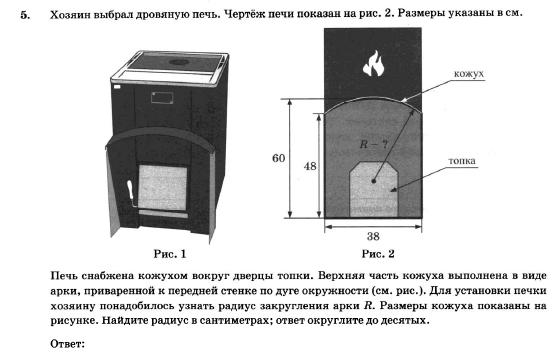 5. Хозяин выбрал дровяную печь. Чертёж печи показан на рис. 2. Размеры указаны в см.
кожух
R – ?
60
48
топка
38
Рис. 1
Рис. 2
Печь снабжена кожухом вокруг дверцы топки. Верхняя часть кожуха выполнена в виде
арки, приваренной к передней стенке по дуге окружности (см. рис.). Для установки печки
хозяину понадобилось узнать радиус закругления арки R. Размеры кожуха показаны на
рисунке. Найдите радиус в сантиметрах; ответ округлите до десятых.
Ответ: